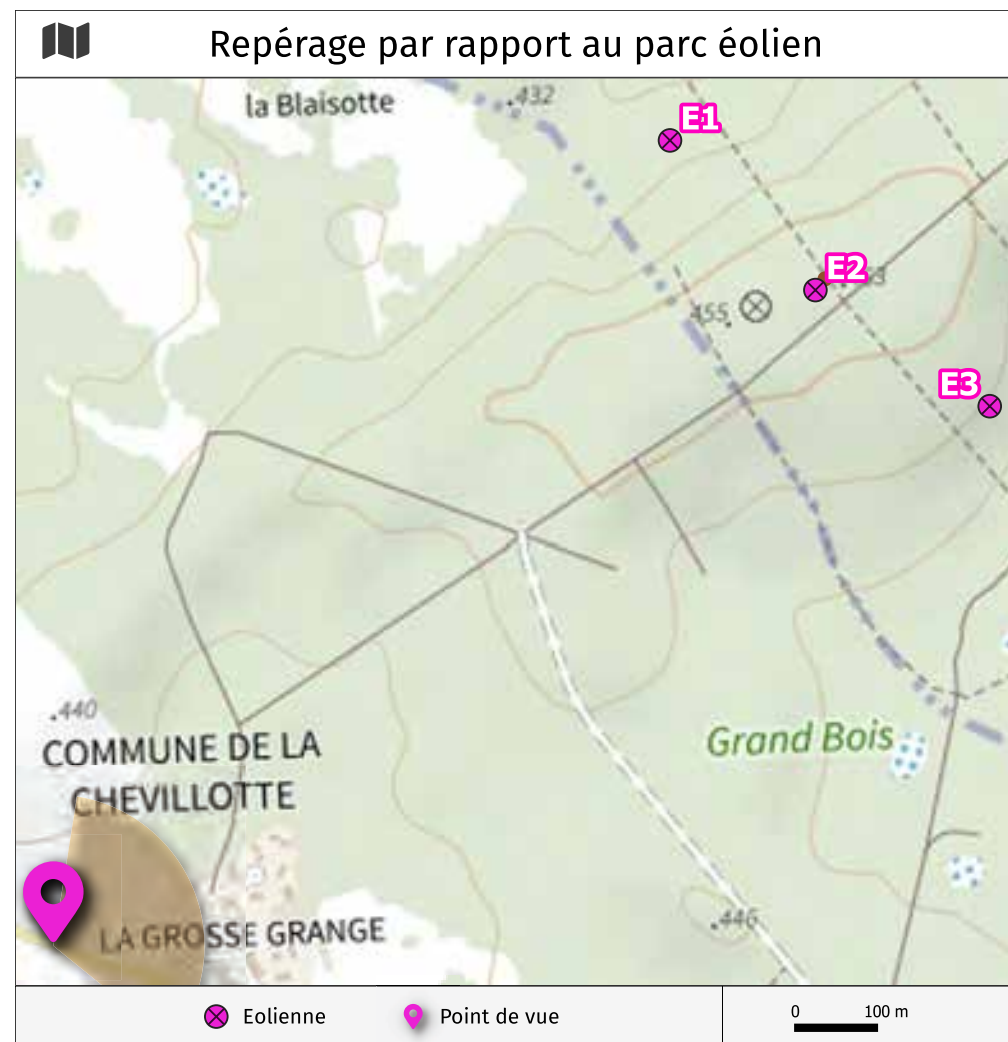 Repérage par rapport au parc éolien
la Blaisotte
432
E1
E2
455
E3
440
COMMUNE DE LA
CHEVILLOTTE
Grand Bois
446
LA GROSSE GRANGE
Eolienne
Point de vue
0
100 m